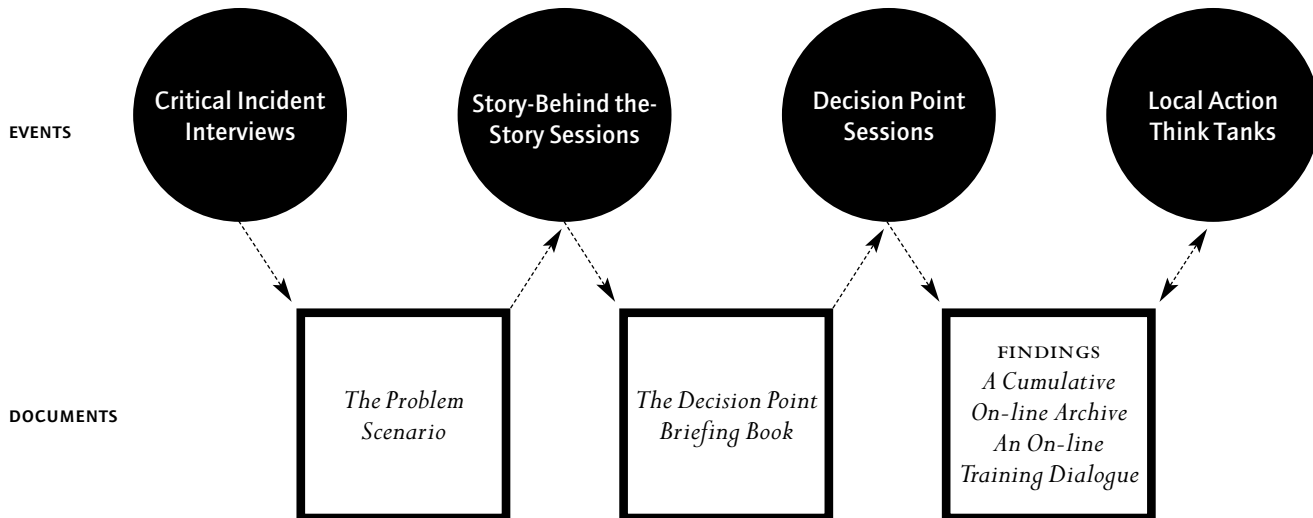 EVENTS
Critical Incident
Interviews
Story-Behind the-
Story Sessions
Decision Point
Sessions
Local Action
Think Tanks
DOCUMENTS
The Problem
Scenario
The Decision Point
Briefing Book
FINDINGS
A Cumulative
On-line Archive
An On-line
Training Dialogue